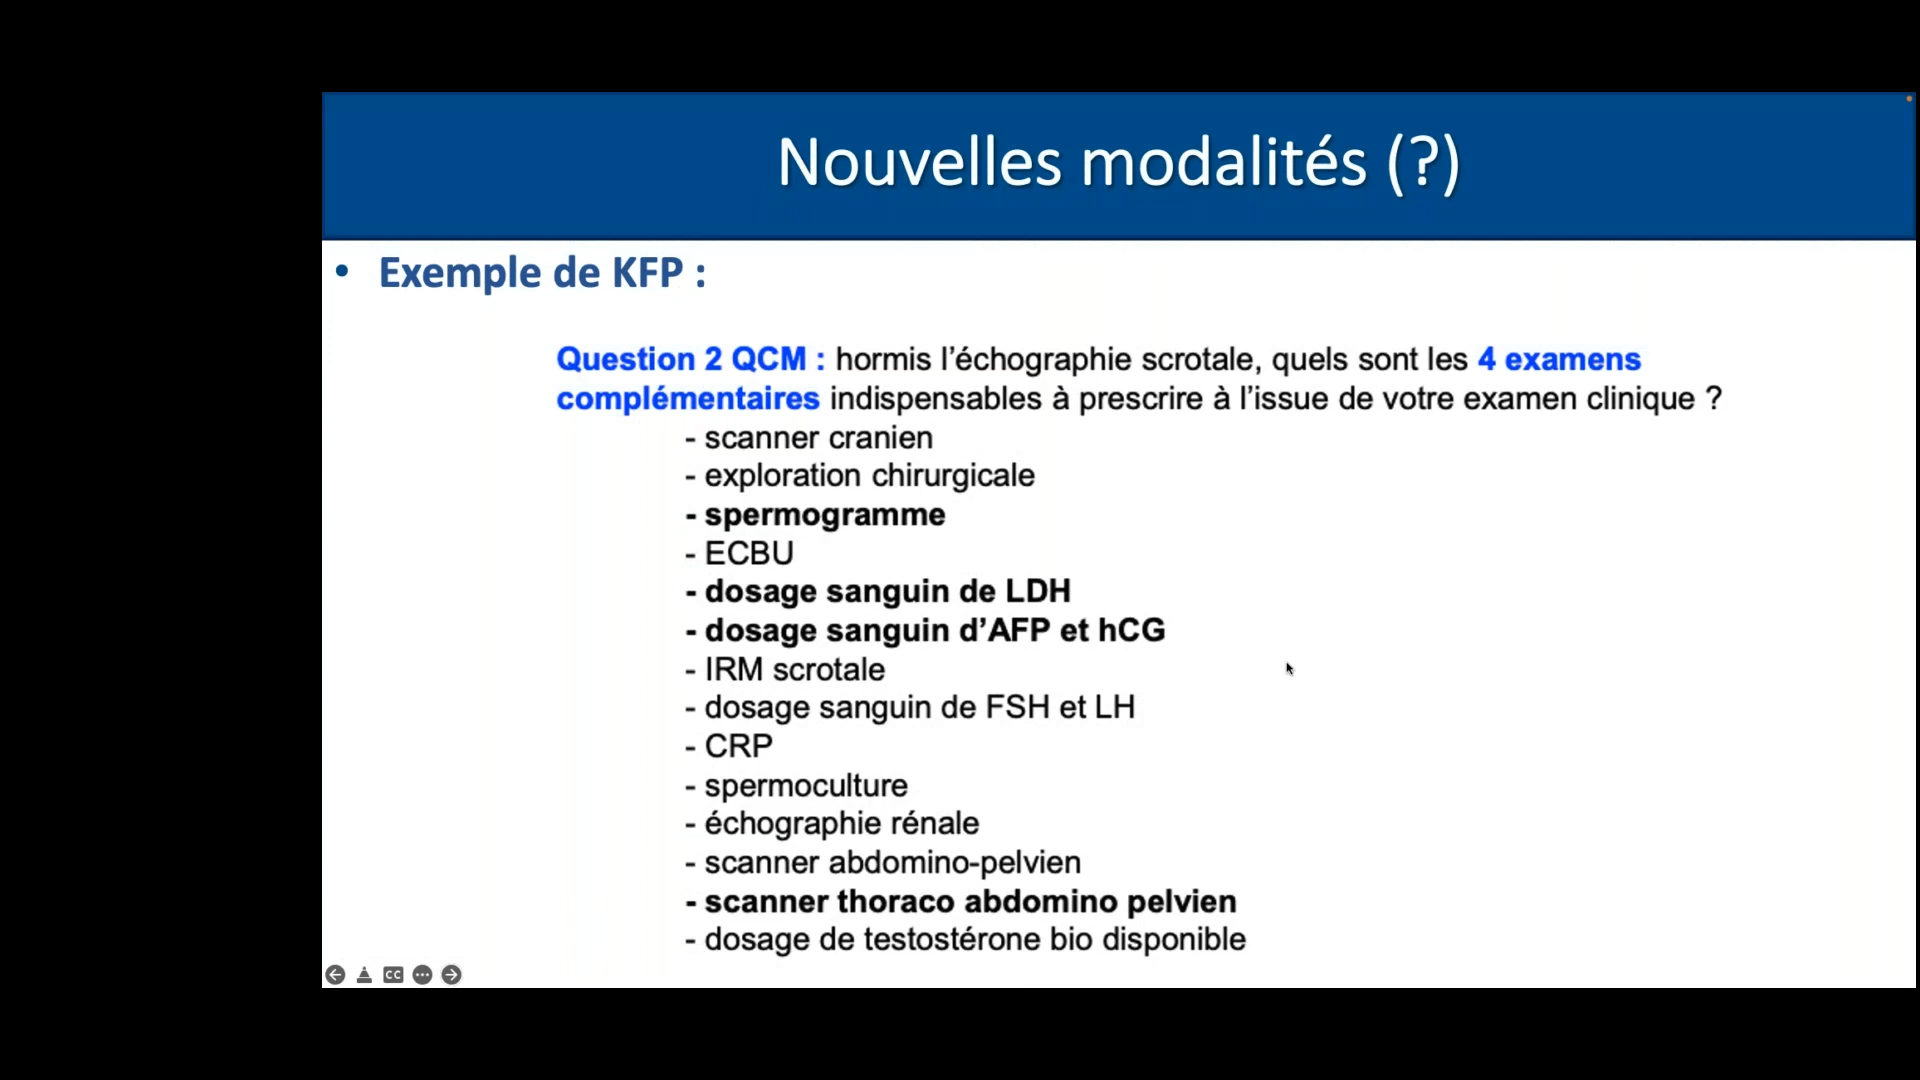 Nouvelles modalités (?)
• Exemple de KFP :
Question 2 QCM : hormis l’échographie scrotale, quels sont les 4 examens
complémentaires indispensables à prescrire à l’issue de votre examen clinique ?
- scanner cranien
- exploration chirurgicale
- spermogramme
- ECBU
- dosage sanguin de LDH
- dosage sanguin d’AFP et hCG
- IRM scrotale
- dosage sanguin de FSH et LH
- CRP
- spermoculture
- échographie rénale
- scanner abdomino-pelvien
- scanner thoraco abdomino pelvien
- dosage de testostérone bio disponible
CC